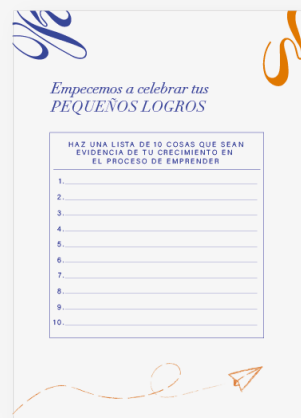 Empecemos a celebrar tus
PEQUEÑOS LOGROS
HAZ UNA LISTA DE 10 COSAS QUE SEAN
EVIDENCIA DE TU CRECIMIENTO EN
EL PROCESO DE EMPRENDER
1.
2.
3.
4.
5.
6.
7.
8.
9.
10.